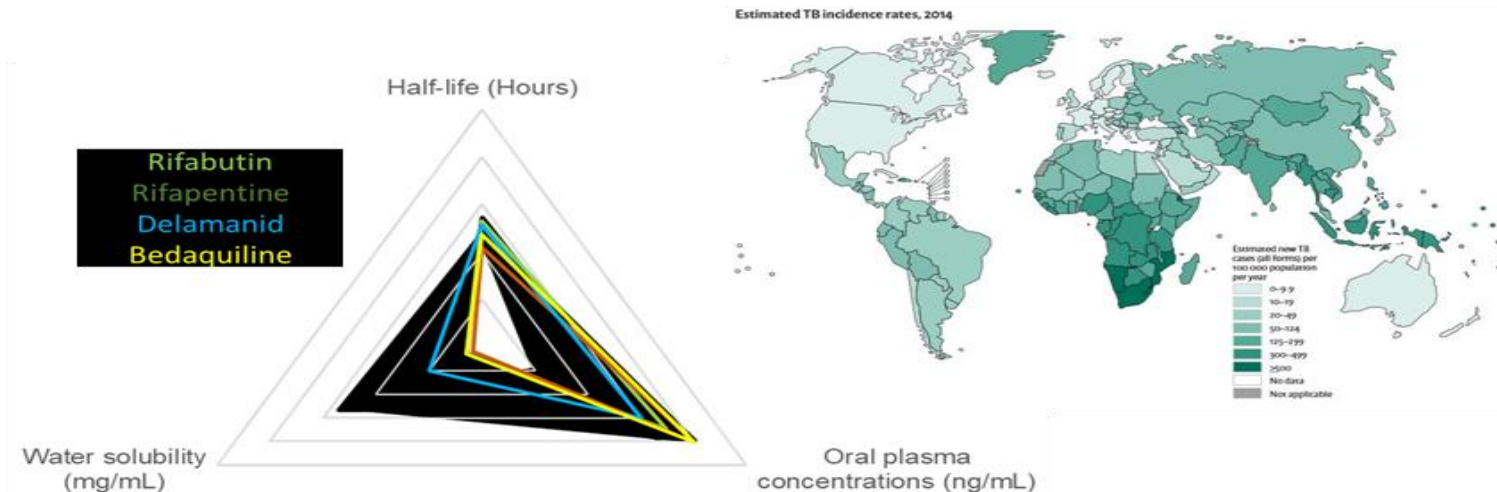 Estimated TB incidence rates, 2014
Half-life (Hours)
Rifabutin
Rifapentine
Delamanid
Bedaquiline
Water solubility
(mg/mL)
Oral plasma
concentrations (ng/mL)
Estimated new TB
cases (all forms) per
100 000 population
per year
0–9·9
10–19
20–49
50–124
125–299
300–499
≥500
No data
Not applicable